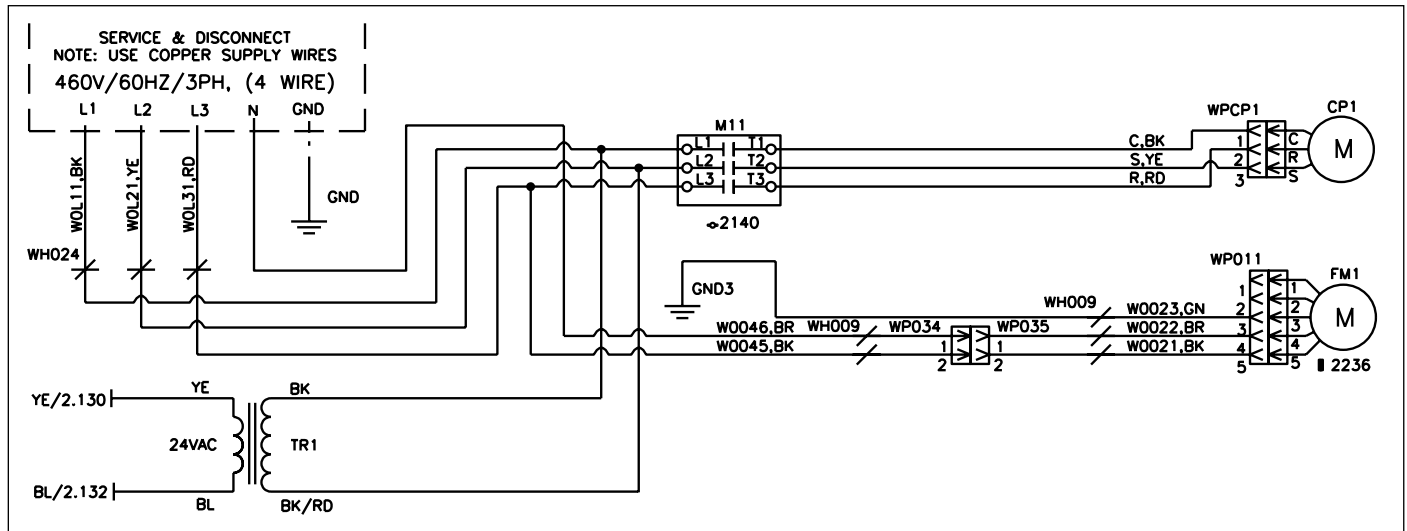 SERVICE & DISCONNECT
NOTE: USE COPPER SUPPLY WIRES
460V/60HZ/3PH, (4 WIRE)
L1 L2 L3 N GND
WOL11,BK
WOL21,YE
WOL31,RD
GND
WH024
M11
L1 T1
L2 T2
L3 T3
2140
C,BK
S,YE
R,RD
WPCP1
CP1
1 C
2 R
3 S
M
GND3
WP011
FM1
WH009
W0023,GN
W0046,BR WH009 WP034 WP035 W0022,BR
W0045,BK
1 1
2 2
W0021,BK
1 1
2 2
3 3
4 4
5 5
M
2236
YE/2.130
YE
BK
24VAC
TR1
BL/2.132
BL
BK/RD